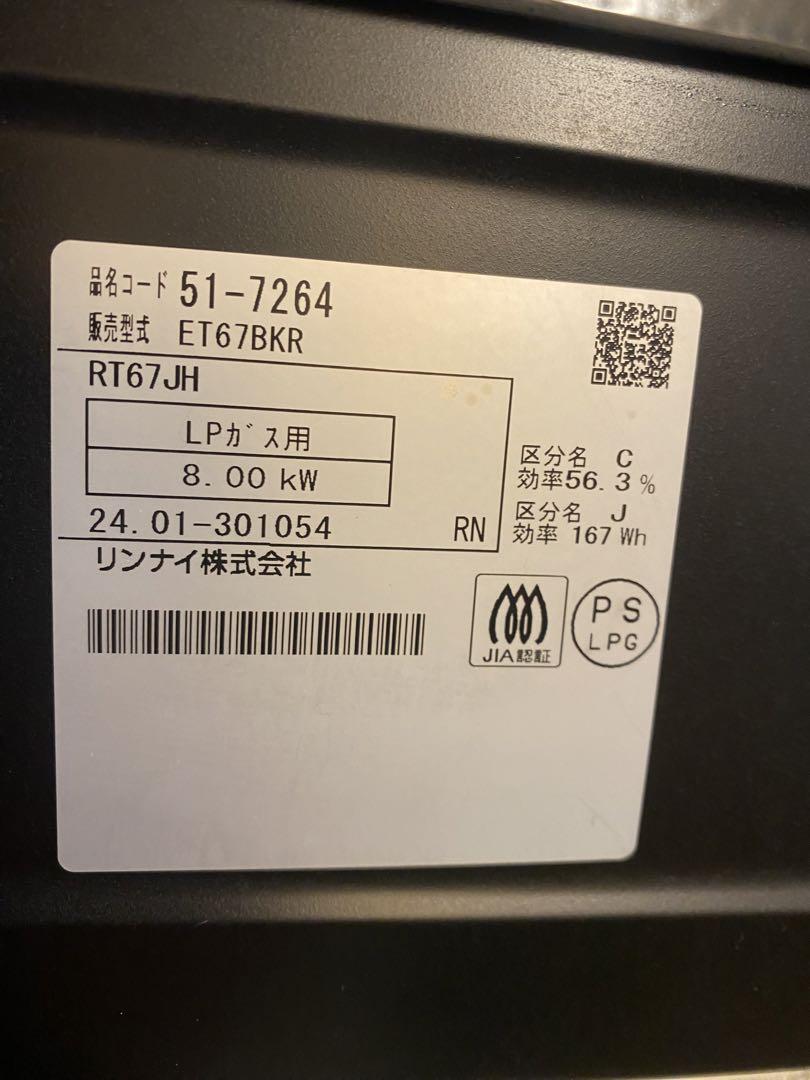 品名コード 51-7264
販売型式 ET67BKR
RT67JH
LPガス用
8.00 kW
24.01-301054 RN
リンナイ株式会社
区分名 C
効率56.3%
区分名 J
効率 167 Wh
JIA認証
PS
LPG